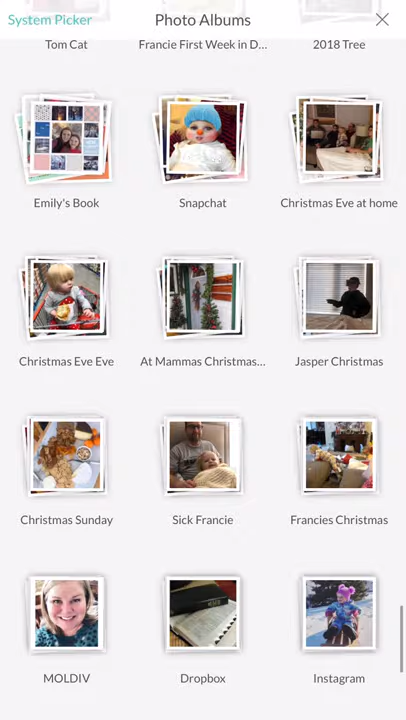 System Picker
Photo Albums
Tom Cat
Francie First Week in D...
2018 Tree
Emily's Book
Snapchat
Christmas Eve at home
Christmas Eve Eve
At Mammas Christmas...
Jasper Christmas
Christmas Sunday
Sick Francie
Francies Christmas
MOLDIV
Dropbox
Instagram